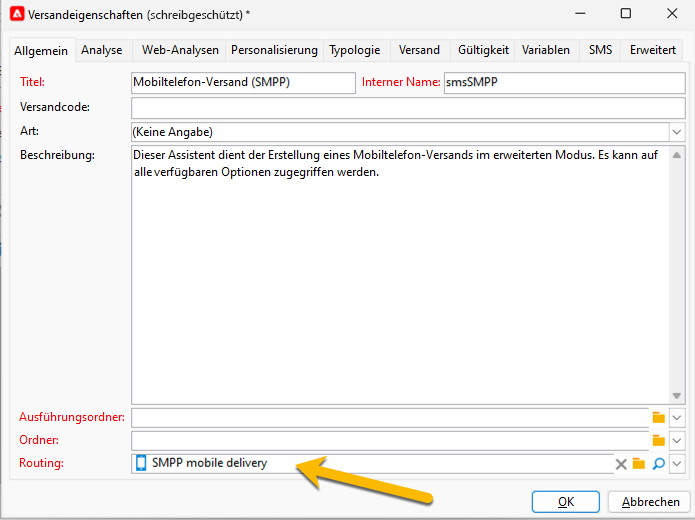 Versandeigenschaften (schreibgeschützt) *
Allgemein Analyse Web-Analysen Personalisierung Typologie Versand Gültigkeit Variablen SMS Erweitert
Titel: Mobiltelefon-Versand (SMPP) Interner Name: smsSMPP
Versandcode:
Art: (Keine Angabe)
Beschreibung: Dieser Assistent dient der Erstellung eines Mobiltelefon-Versands im erweiterten Modus. Es kann auf
alle verfügbaren Optionen zugegriffen werden.
Ausführungsordner:
Ordner:
Routing: SMPP mobile delivery
OK Abbrechen